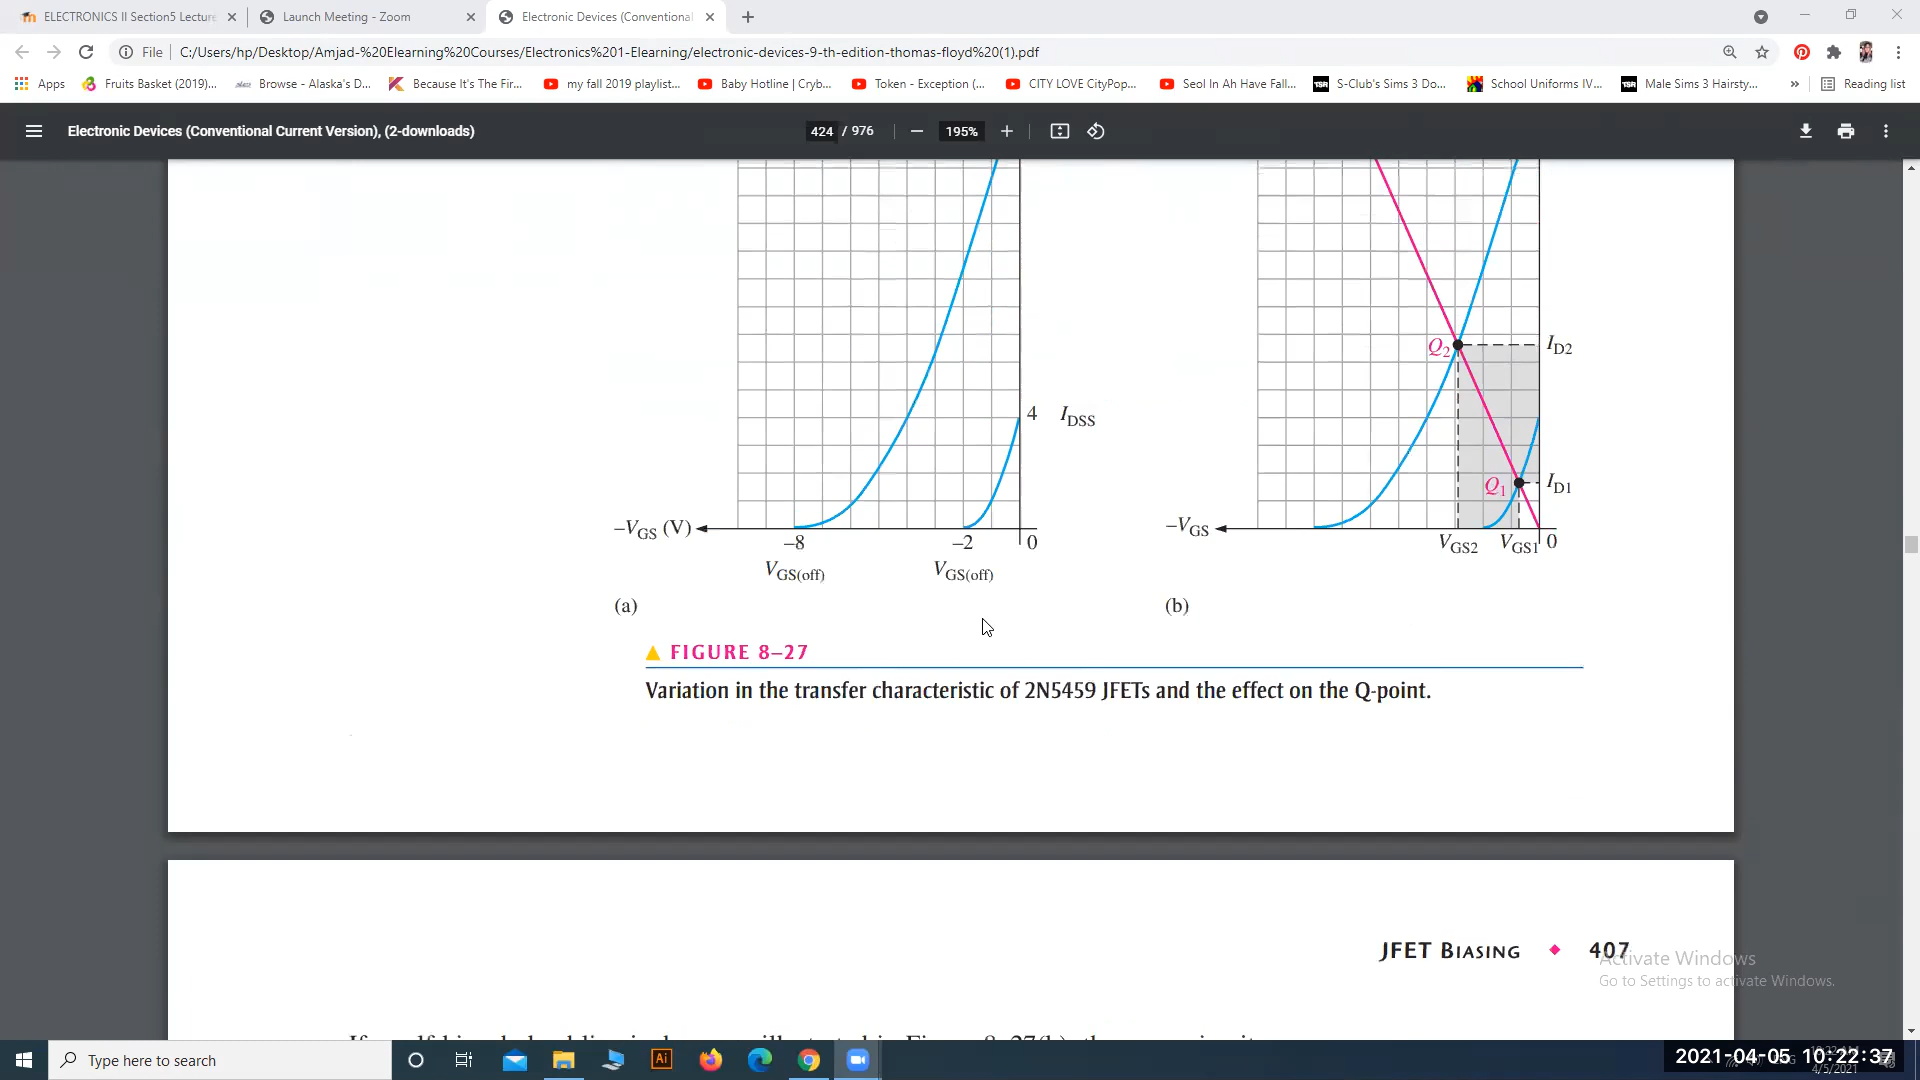 ELECTRONICS II Section5 Lectur
Launch Meeting - Zoom
Electronic Devices (Conventional
File
C:/Users/hp/Desktop/Amjad-%20Elearning%20Courses/Electronics%201-Elearning/electronic-devices-9-th-edition-thomas-floyd%20(1).pdf
Apps
Fruits Basket (2019)...
Browse - Alaska's D...
Because It's The Fir...
my fall 2019 playlist...
Baby Hotline | Cryb...
Token - Exception (...
CITY LOVE CityPop...
Seol In Ah Have Fall...
S-Club's Sims 3 Do...
School Uniforms IV...
Male Sims 3 Hairsty...
»
Reading list
Electronic Devices (Conventional Current Version), (2-downloads)
424 / 976
195%
Q2
ID2
4 IDSS
Q1
ID1
–VGS (V)
–8
–2
0
VGS(off)
VGS(off)
–VGS
VGS2
VGS1
0
(a)
(b)
FIGURE 8–27
Variation in the transfer characteristic of 2N5459 JFETs and the effect on the Q-point.
JFET BIASING ◆ 407
Activate Windows
Go to Settings to activate Windows.
Type here to search
Ai
2021-04-05 10:22:37
4/5/2021